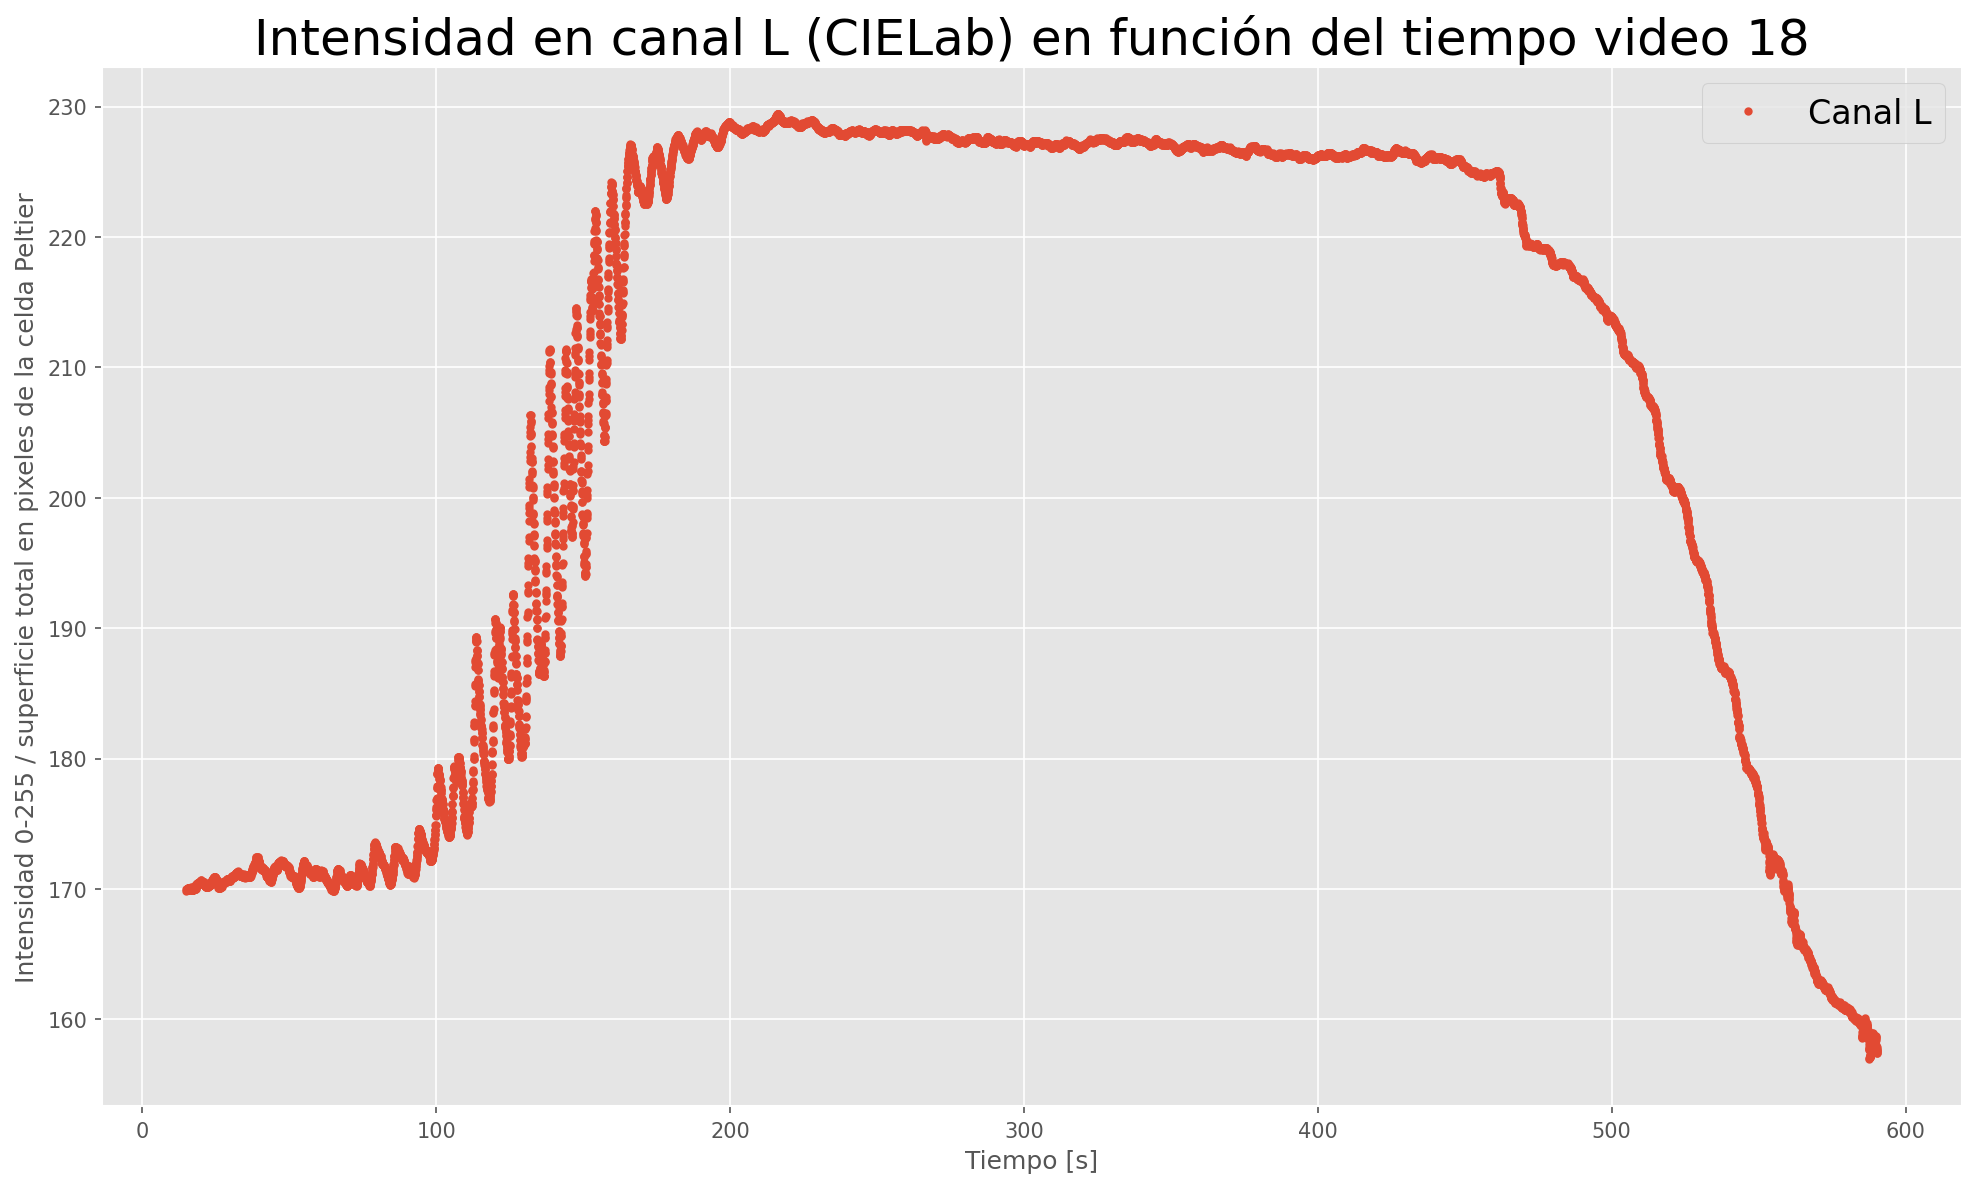 Intensidad en canal L (CIELab) en función del tiempo video 18
Canal L
Intensidad 0-255 / superficie total en pixeles de la celda Peltier
230
220
210
200
190
180
170
160
0 100 200 300 400 500 600
Tiempo [s]